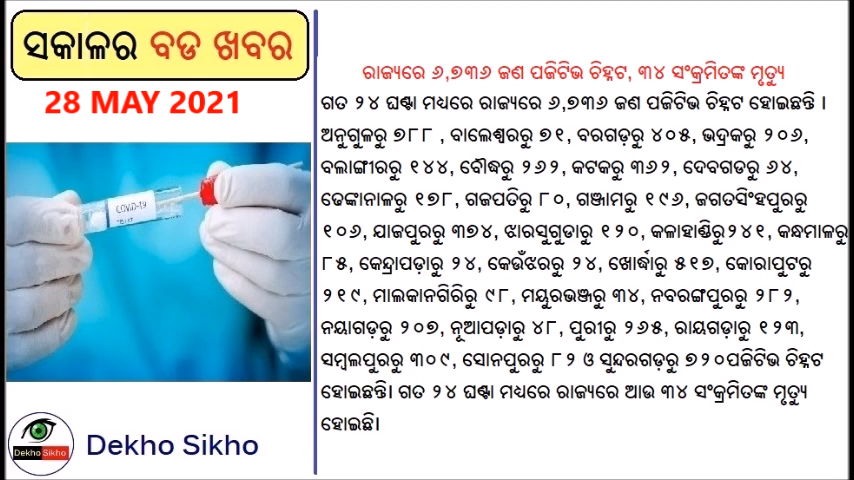 ସକାଳର ବଡ ଖବର
28 MAY 2021
COVID-19
TEST
Dekho Sikho
Dekho Sikho
ରାଜ୍ୟରେ ୬,୭୩୬ ଜଣ ପଜିଟିଭ ଚିହ୍ନଟ, ୩୪ ସଂକ୍ରମିତଙ୍କ ମୃତ୍ୟୁ
ଗତ ୨୪ ଘଣ୍ଟା ମଧ୍ୟରେ ରାଜ୍ୟରେ ୬,୭୩୬ ଜଣ ପଜିଟିଭ ଚିହ୍ନଟ ହୋଇଛନ୍ତି ।
ଅନୁଗୁଳରୁ ୭୮୮ , ବାଲେଶ୍ୱରରୁ ୭୧, ବରଗଡ଼ରୁ ୪୦୫, ଭଦ୍ରକରୁ ୨୦୬,
ବଲାଙ୍ଗୀରରୁ ୧୪୪, ବୌଦ୍ଧରୁ ୨୬୨, କଟକରୁ ୩୬୨, ଦେବଗଡରୁ ୬୪,
ଢେଙ୍କାନାଳରୁ ୧୭୮, ଗଜପତିରୁ ୮୦, ଗଞ୍ଜାମରୁ ୧୯୬, ଜଗତସିଂହପୁରରୁ
୧୦୬, ଯାଜପୁରରୁ ୩୭୪, ଝାରସୁଗୁଡାରୁ ୧୨୦, କଳାହାଣ୍ଡିରୁ୨୪୧, କନ୍ଧମାଳରୁ
୮୫, କେନ୍ଦ୍ରାପଡ଼ାରୁ ୨୪, କେଉଁଝରରୁ ୨୪, ଖୋର୍ଦ୍ଧାରୁ ୫୧୭, କୋରାପୁଟରୁ
୨୧୯, ମାଲକାନଗିରିରୁ ୯୮, ମୟୁରଭଞ୍ଜରୁ ୩୪, ନବରଙ୍ଗପୁରରୁ ୨୮୨,
ନୟାଗଡ଼ରୁ ୨୦୭, ନୂଆପଡ଼ାରୁ ୪୮, ପୁରୀରୁ ୨୬୫, ରାୟଗଡ଼ାରୁ ୧୨୩,
ସମ୍ବଲପୁରରୁ ୩୦୯, ସୋନପୁରରୁ ୮୨ ଓ ସୁନ୍ଦରଗଡ଼ରୁ ୭୨୦ପଜିଟିଭ ଚିହ୍ନଟ
ହୋଇଛନ୍ତି। ଗତ ୨୪ ଘଣ୍ଟା ମଧ୍ୟରେ ରାଜ୍ୟରେ ଆଉ ୩୪ ସଂକ୍ରମିତଙ୍କ ମୃତ୍ୟୁ
ହୋଇଛି।